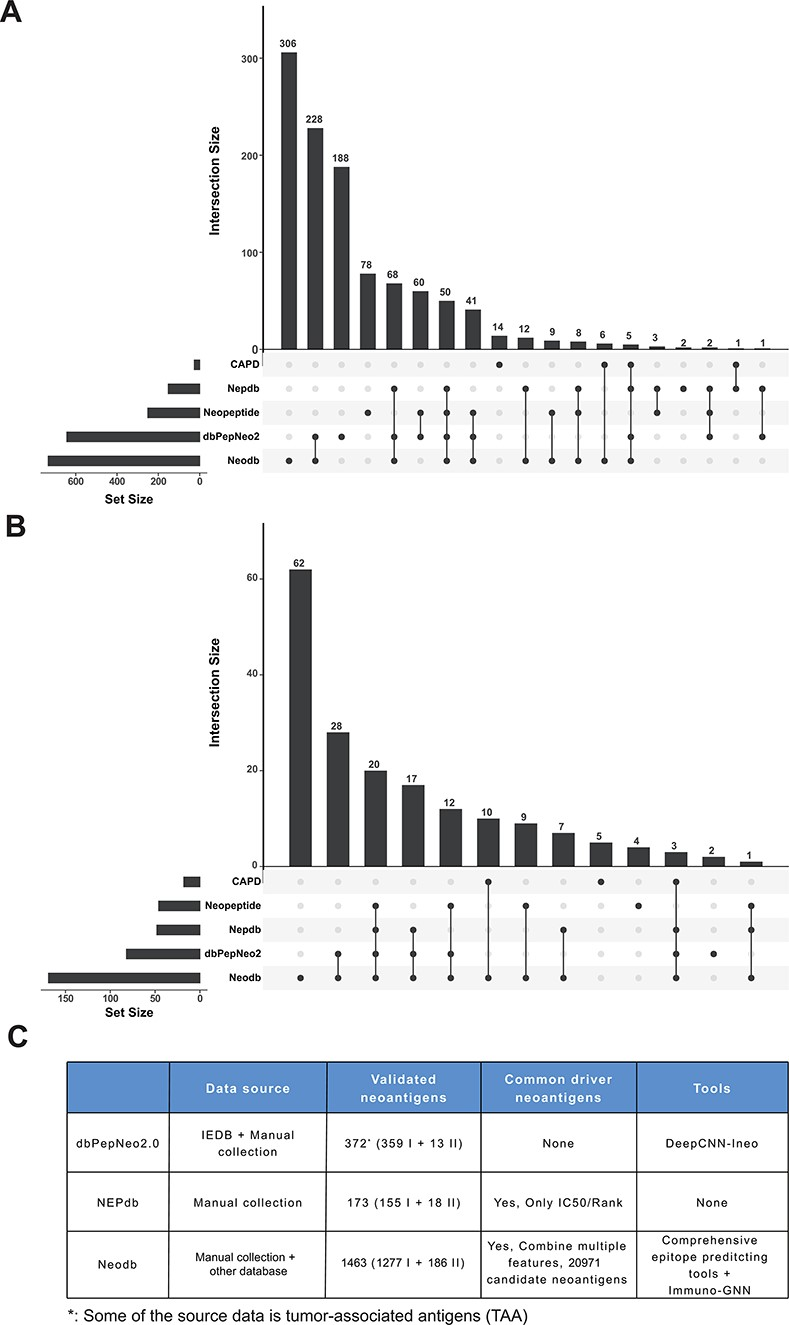 A
Intersection Size
300
200
100
0
306
228
188
78
68
60
50
41
14
12
9
8
6
5
3
2
2
1
1
CAPD
Nepdb
Neopeptide
dbPepNeo2
Neodb
600 400 200 0
Set Size
B
Intersection Size
60
40
20
0
62
28
20
17
12
10
9
7
5
4
3
2
1
CAPD
Neopeptide
Nepdb
dbPepNeo2
Neodb
150 100 50 0
Set Size
C
Data source
Validated
neoantigens
Common driver
neoantigens
Tools
dbPepNeo2.0
IEDB + Manual
collection
372* (359 I + 13 II)
None
DeepCNN-Ineo
NEPdb
Manual collection
173 (155 I + 18 II)
Yes, Only IC50/Rank
None
Neodb
Manual collection +
other database
1463 (1277 I + 186 II)
Yes, Combine multiple
features, 20971
candidate neoantigens
Comprehensive
epitope preditcting
tools +
Immuno-GNN
*: Some of the source data is tumor-associated antigens (TAA)